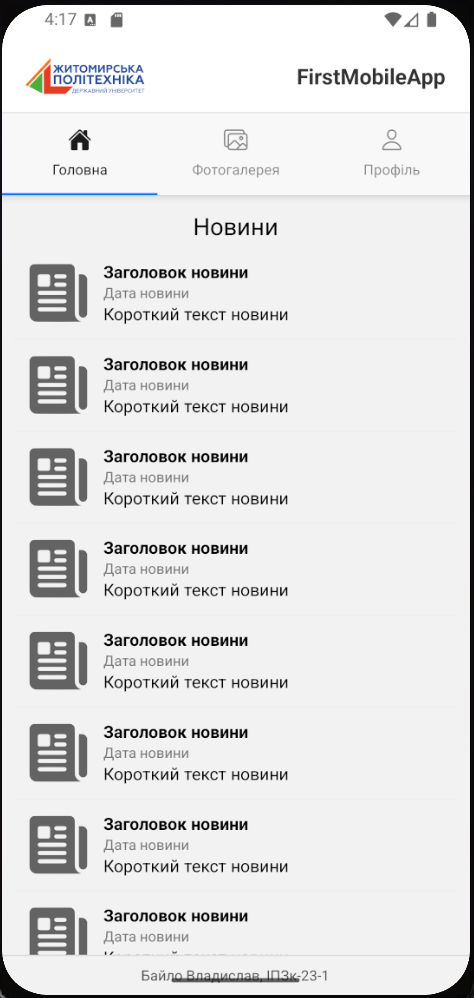 4:17
ЖИТОМИРСЬКА
ПОЛІТЕХНІКА
ДЕРЖАВНИЙ УНІВЕРСИТЕТ
FirstMobileApp
Головна
Фотогалерея
Профіль
Новини
Заголовок новини
Дата новини
Короткий текст новини
Заголовок новини
Дата новини
Короткий текст новини
Заголовок новини
Дата новини
Короткий текст новини
Заголовок новини
Дата новини
Короткий текст новини
Заголовок новини
Дата новини
Короткий текст новини
Заголовок новини
Дата новини
Короткий текст новини
Заголовок новини
Дата новини
Короткий текст новини
Заголовок новини
Дата новини
Байло Владислав, ІПЗк-23-1